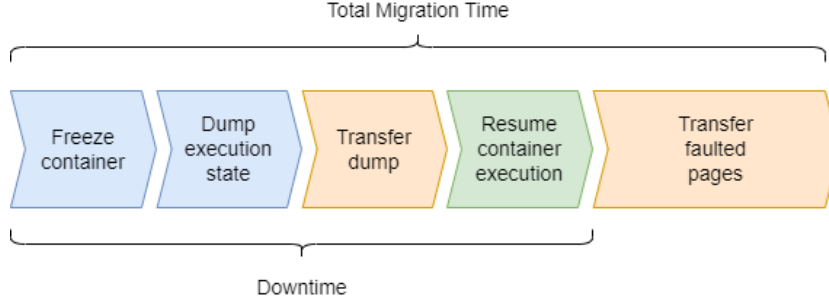 Total Migration Time
Freeze
container
Dump
execution
state
Transfer
dump
Resume
container
execution
Transfer
faulted
pages
Downtime